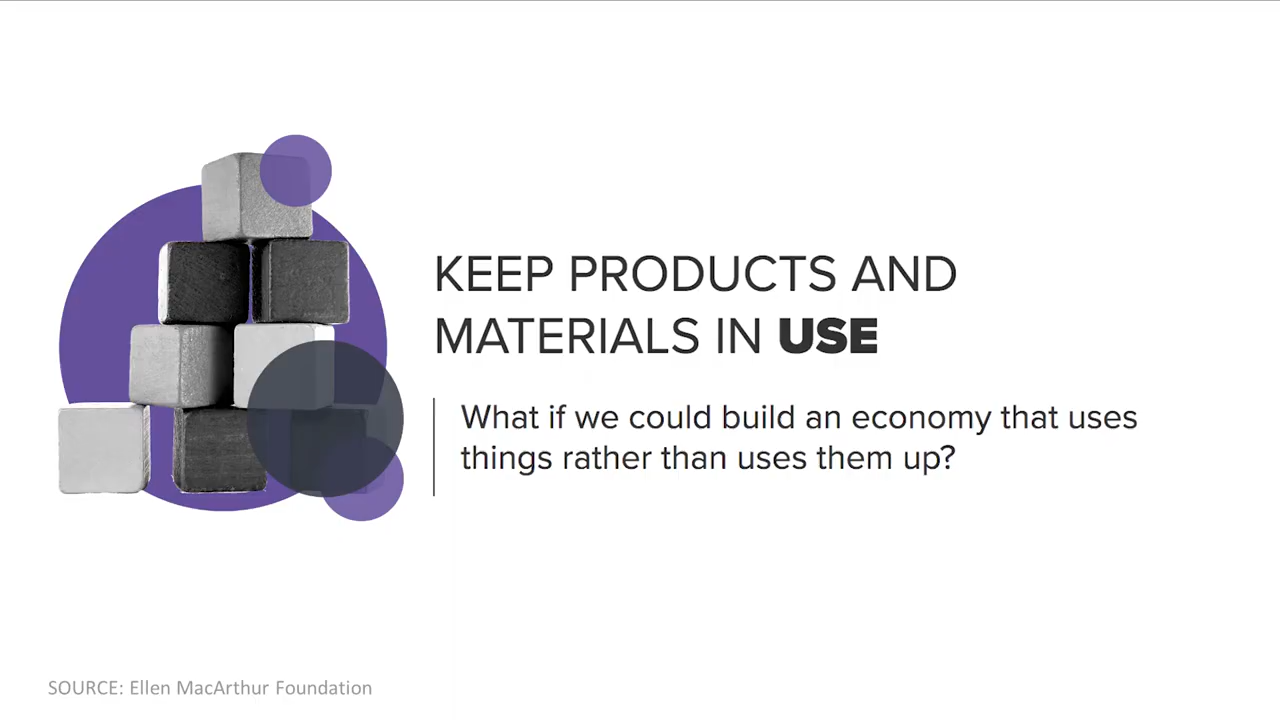 KEEP PRODUCTS AND
MATERIALS IN USE
What if we could build an economy that uses
things rather than uses them up?
SOURCE: Ellen MacArthur Foundation